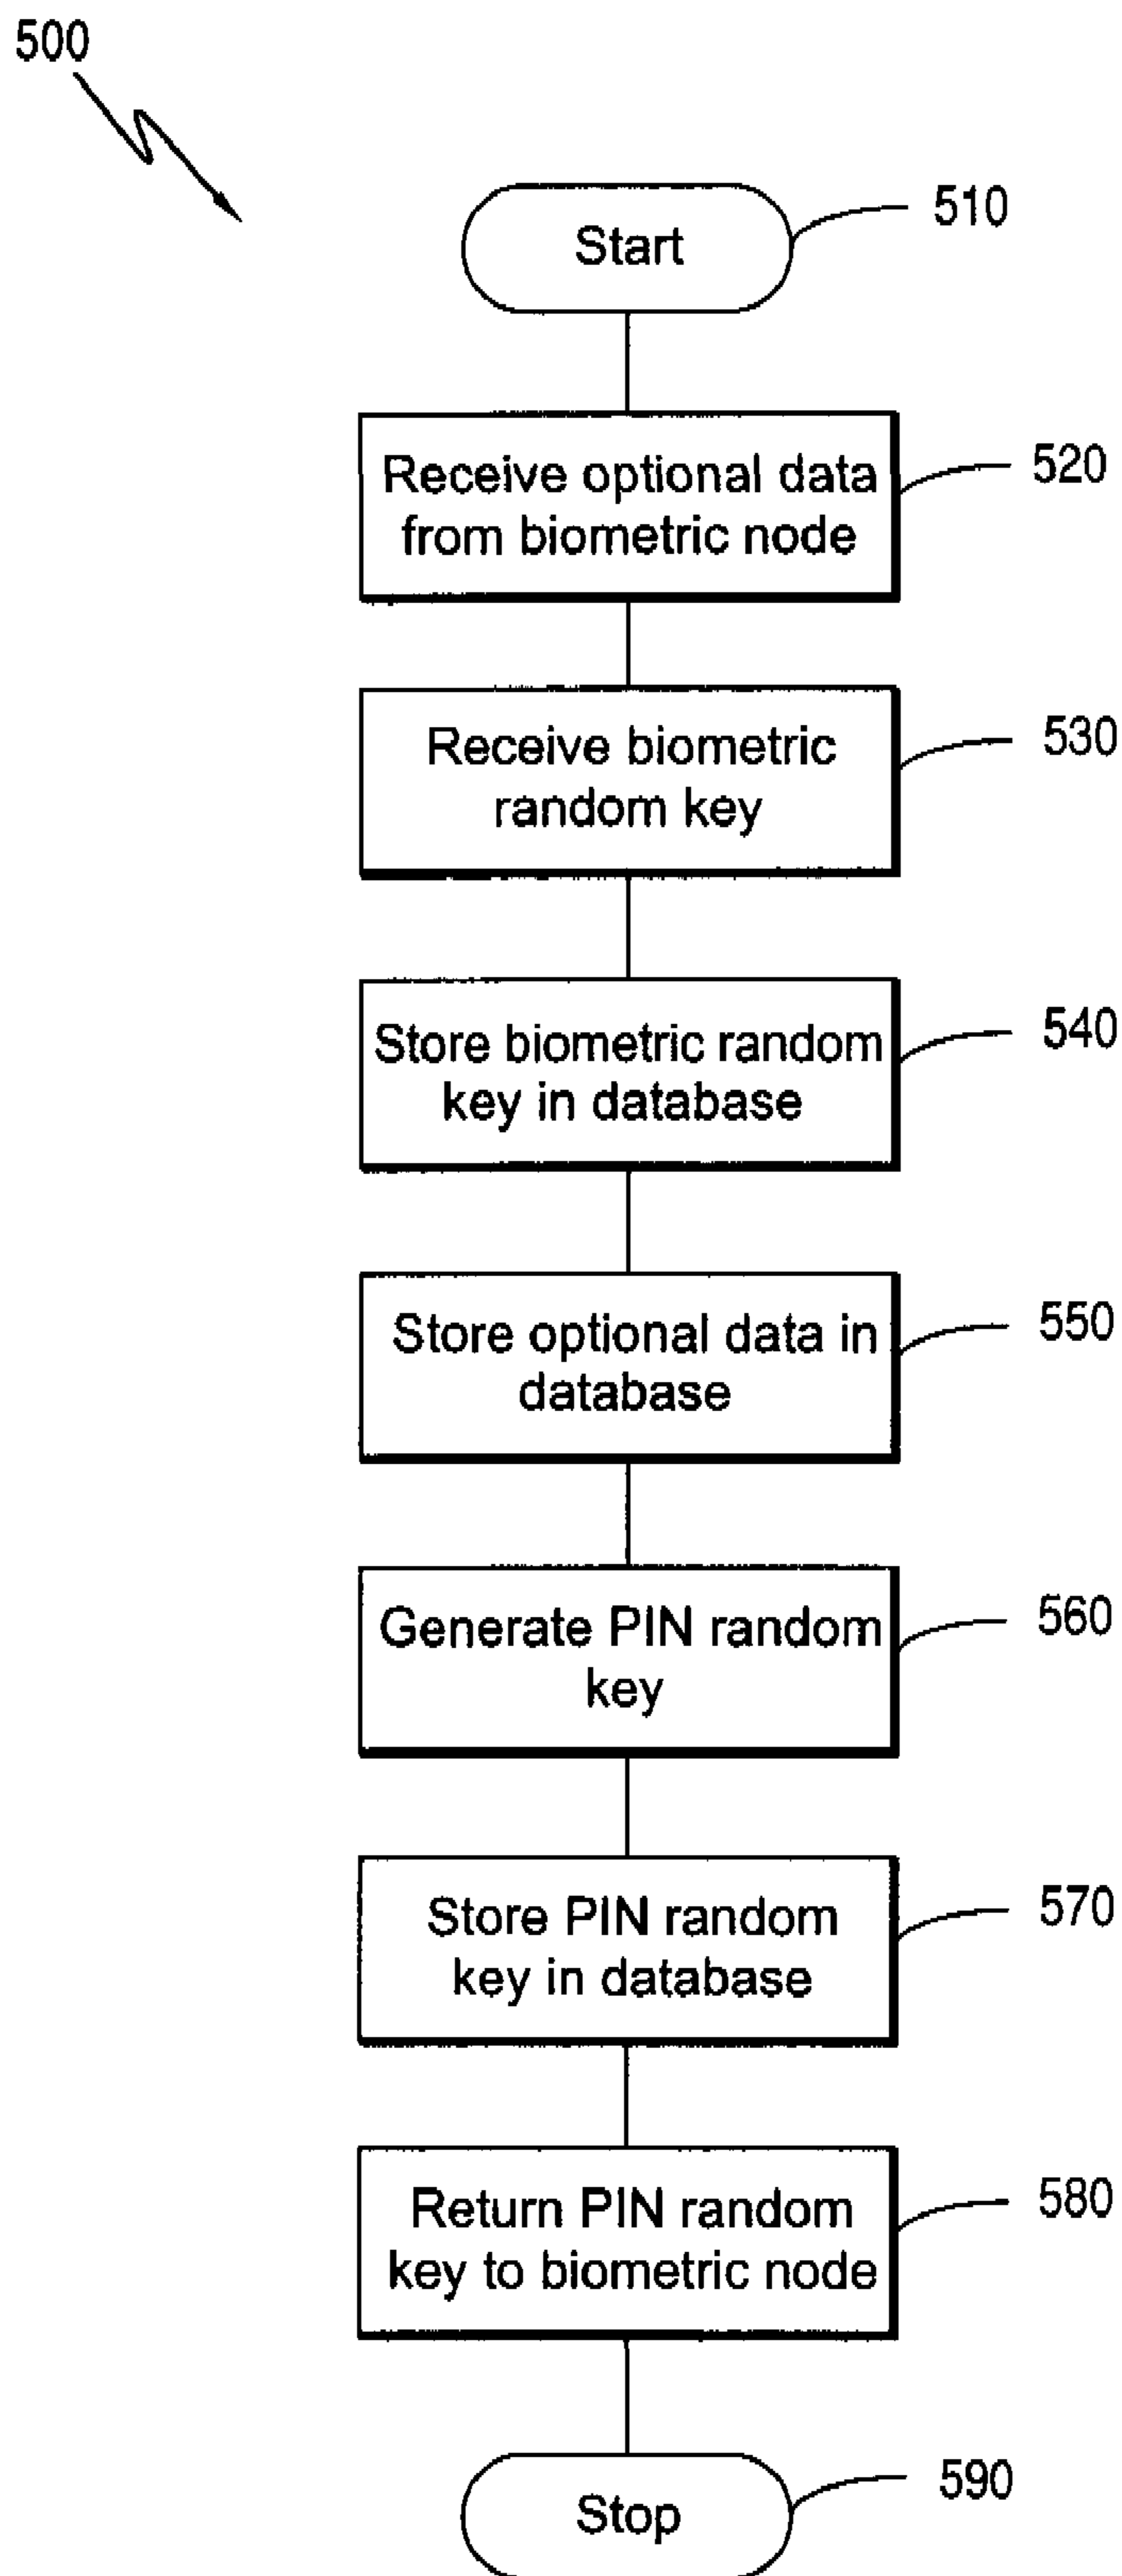 500
Start
510
Receive optional data
from biometric node
520
Receive biometric
random key
530
Store biometric random
key in database
540
Store optional data in
database
550
Generate PIN random
key
560
Store PIN random
key in database
570
Return PIN random
key to biometric node
580
Stop
590